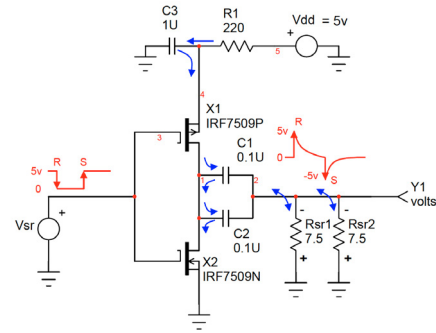 C3
1U
R1
220
Vdd = 5v
+
5
4
X1
IRF7509P
3
R
S
5v
0
C1
0.1U
1
2
R
5v
0
-5v
S
Y1
volts
Vsr
+
C2
0.1U
-
Rsr1
7.5
+
-
Rsr2
7.5
+
X2
IRF7509N